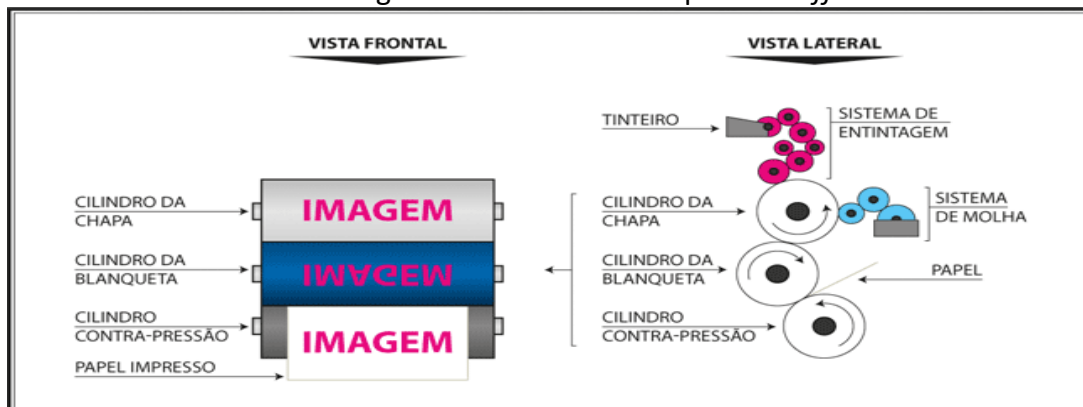 VISTA FRONTAL
CILINDRO DA
CHAPA
CILINDRO DA
BLANQUETA
CILINDRO
CONTRA-PRESSÃO
PAPEL IMPRESSO
IMAGEM
IMAGEM
IMAGEM
VISTA LATERAL
TINTEIRO
SISTEMA DE
ENTINTAGEM
CILINDRO DA
CHAPA
SISTEMA
DE MOLHA
CILINDRO DA
BLANQUETA
PAPEL
CILINDRO
CONTRA-PRESSÃO